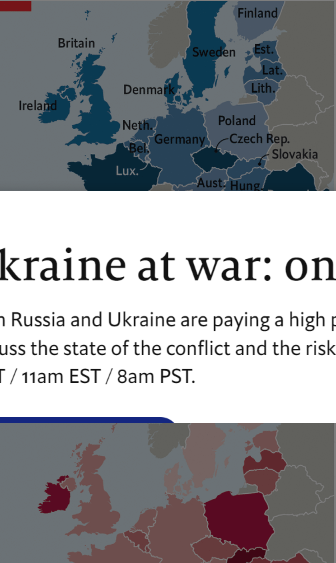 Finland
Britain
Sweden
Est.
Lat.
Denmark
Lith.
Ireland
Neth.
Poland
Germany
Czech Rep.
Bel.
Slovakia
Lux.
Aust.
Hung.
kraine at war: on
n Russia and Ukraine are paying a high p
uss the state of the conflict and the risk
T / 11am EST / 8am PST.